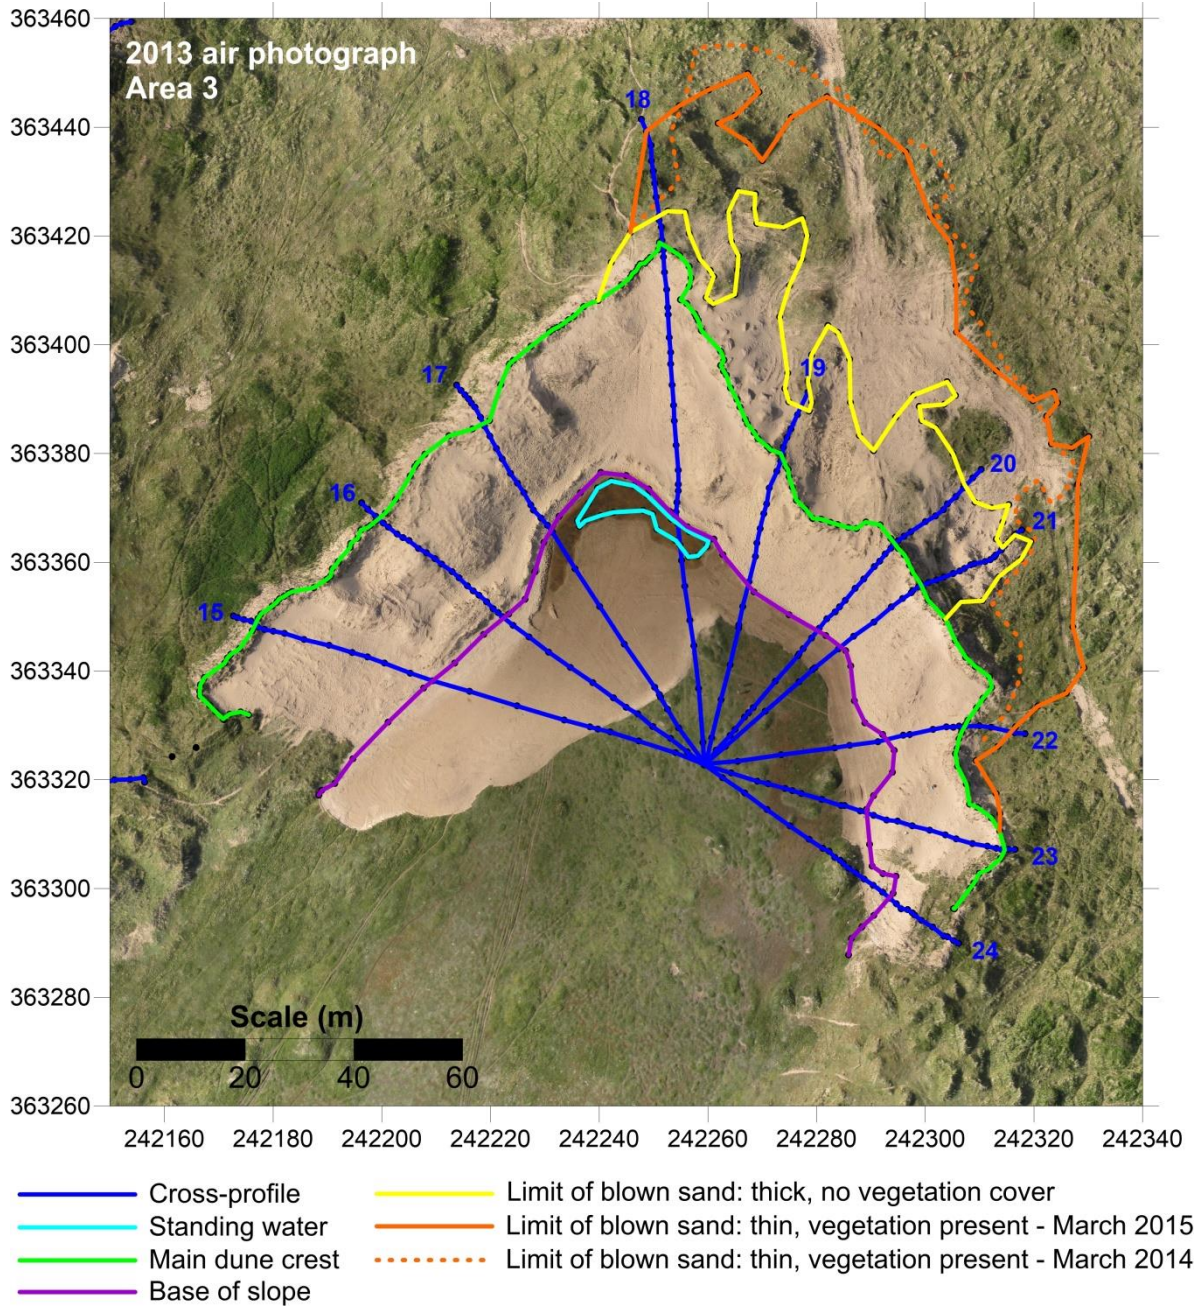 363460
2013 air photograph
Area 3
363440
18
363420
363400
19
17
363380
20
16
21
363360
15
363340
22
363320
23
363300
24
363280
Scale (m)
0 20 40 60
363260
242160 242180 242200 242220 242240 242260 242280 242300 242320 242340
Cross-profile
Limit of blown sand: thick, no vegetation cover
Standing water
Limit of blown sand: thin, vegetation present - March 2015
Main dune crest
Limit of blown sand: thin, vegetation present - March 2014
Base of slope